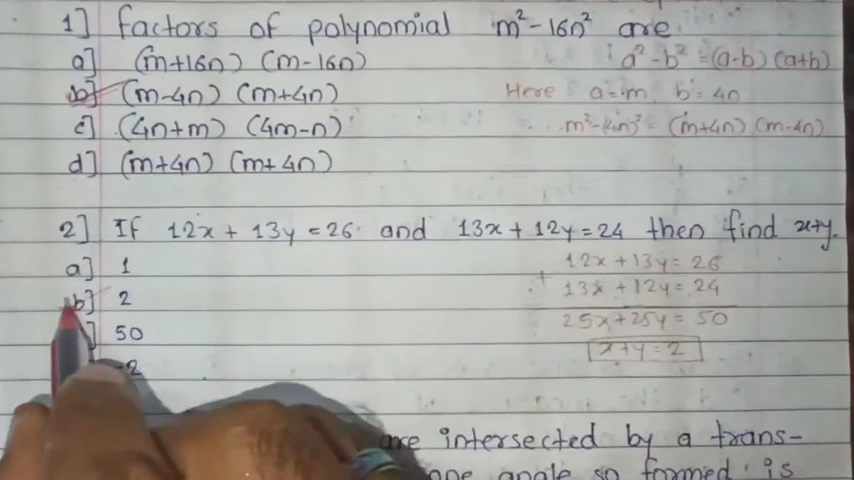 1] Factors of polynomial m²-16n² are
a] (m+16n) (m-16n)
a²-b² =(a-b)(a+b)
b] (m-4n) (m+4n)
Here a=m b=4n
c] (4n+m) (4m-n)
∴ m²-(4n)² = (m+4n) (m-4n)
d] (m+4n) (m+4n)
2] If 12x + 13y = 26 and 13x + 12y = 24 then find x+y.
a] 1
12x+13y = 26
b] 2
+ 13x + 12y = 24
] 50
25x+25y = 50
-2
x+y = 2
are intersected by a trans-
angle so formed is